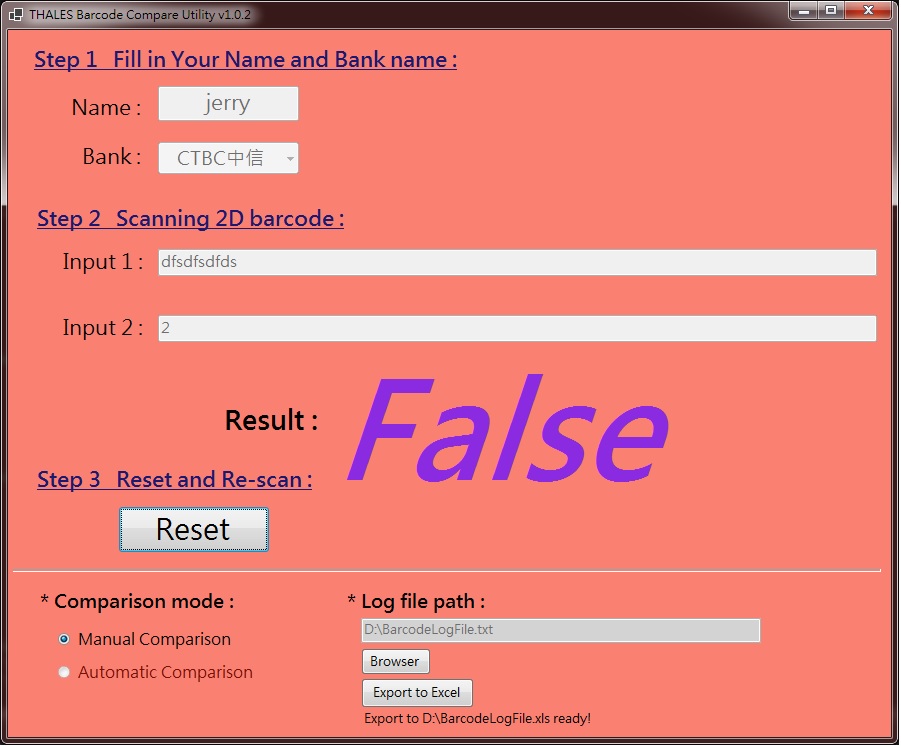 THALES Barcode Compare Utility v1.0.2
Step 1 Fill in Your Name and Bank name :
Name : jerry
Bank : CTBC中信
Step 2 Scanning 2D barcode :
Input 1 : dfsdfsdfds
Input 2 : 2
Result : False
Step 3 Reset and Re-scan :
Reset
* Comparison mode :
Manual Comparison
Automatic Comparison
* Log file path :
D:\BarcodeLogFile.txt
Browser
Export to Excel
Export to D:\BarcodeLogFile.xls ready!